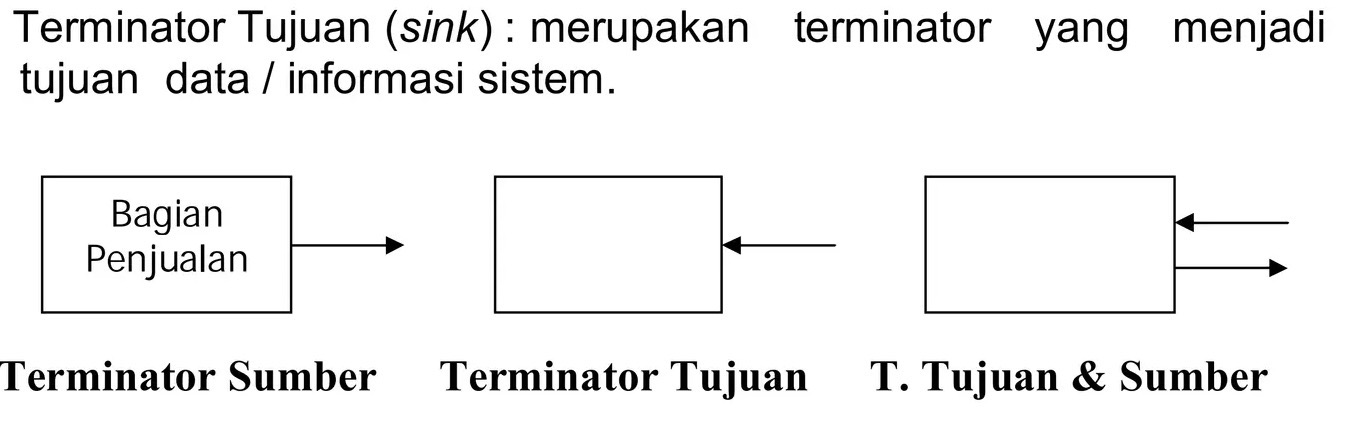 Terminator Tujuan (sink) : merupakan terminator yang menjadi
tujuan data / informasi sistem.
Bagian
Penjualan
Terminator Sumber
Terminator Tujuan
T. Tujuan & Sumber